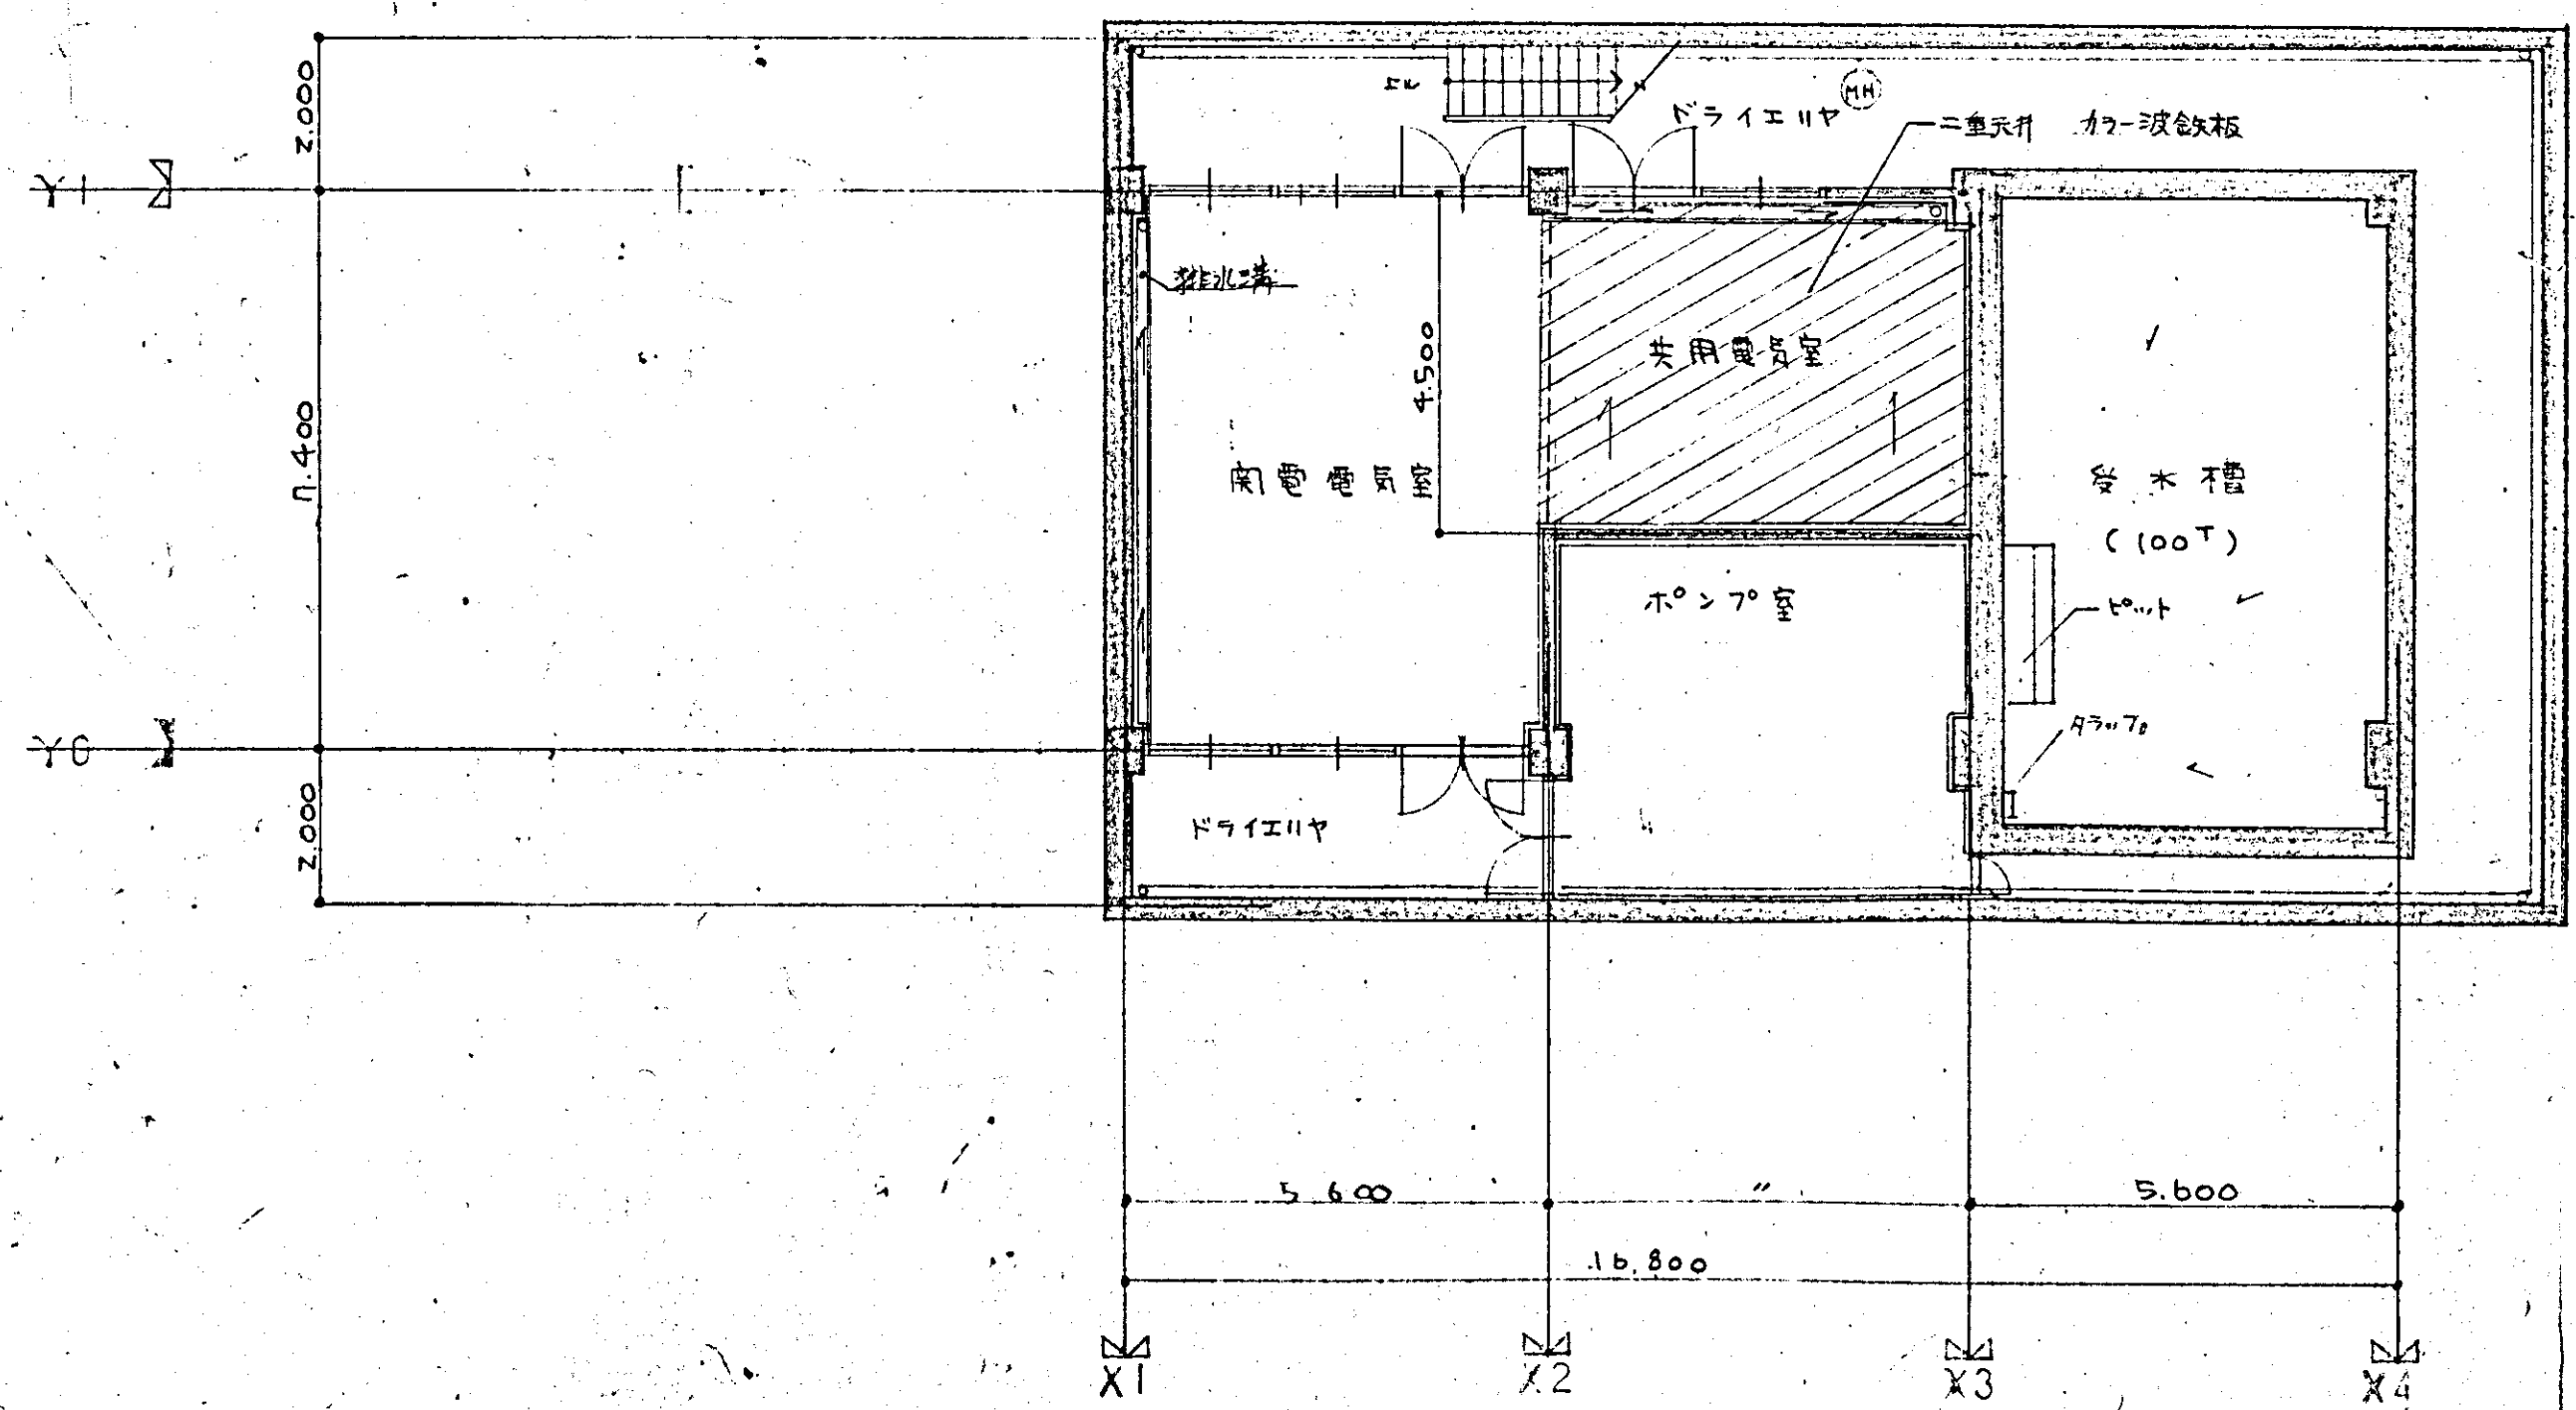 2.000
上ル
ドライエリヤ
MH
二重天井 カラー波鉄板
Y1
排水溝
7.400
4.500
共用電気室
関電電気室
受水槽
(100T)
ポンプ室
ピット
タラップ
Y0
2.000
ドライエリヤ
5.600
〃
5.600
16.800
X1
X2
X3
X4